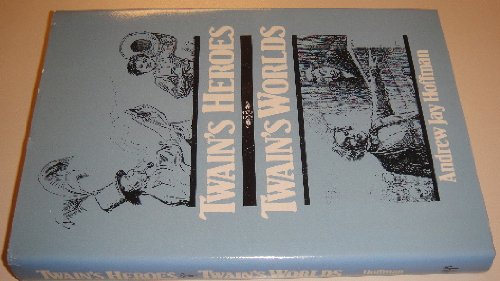 TWAIN'S HEROES
TWAIN'S WORLDS
Andrew Jay Hoffman
TWAIN'S HEROES TWAIN'S WORLDS Hoffman